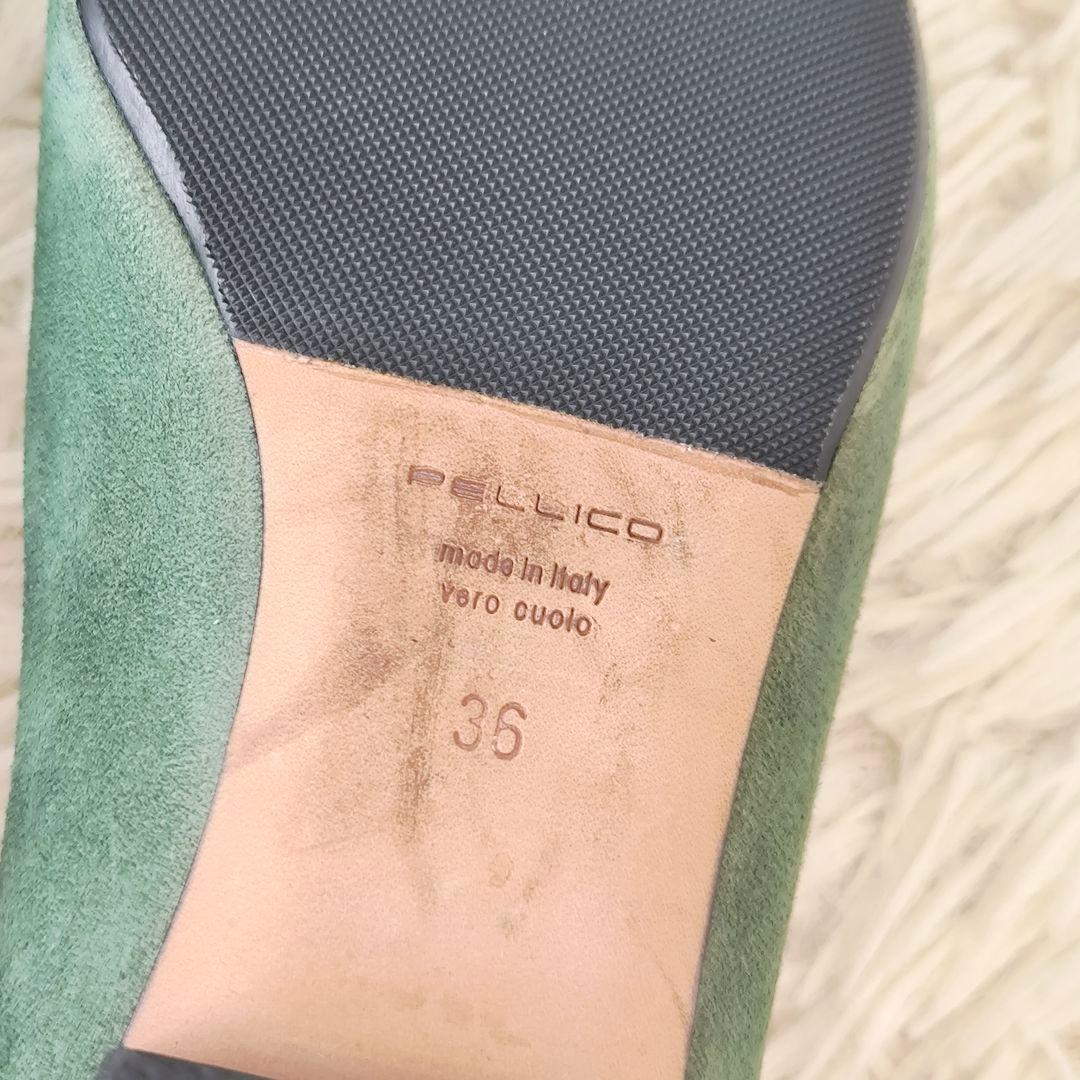 PELLICO
made in Italy
vero cuoio
36